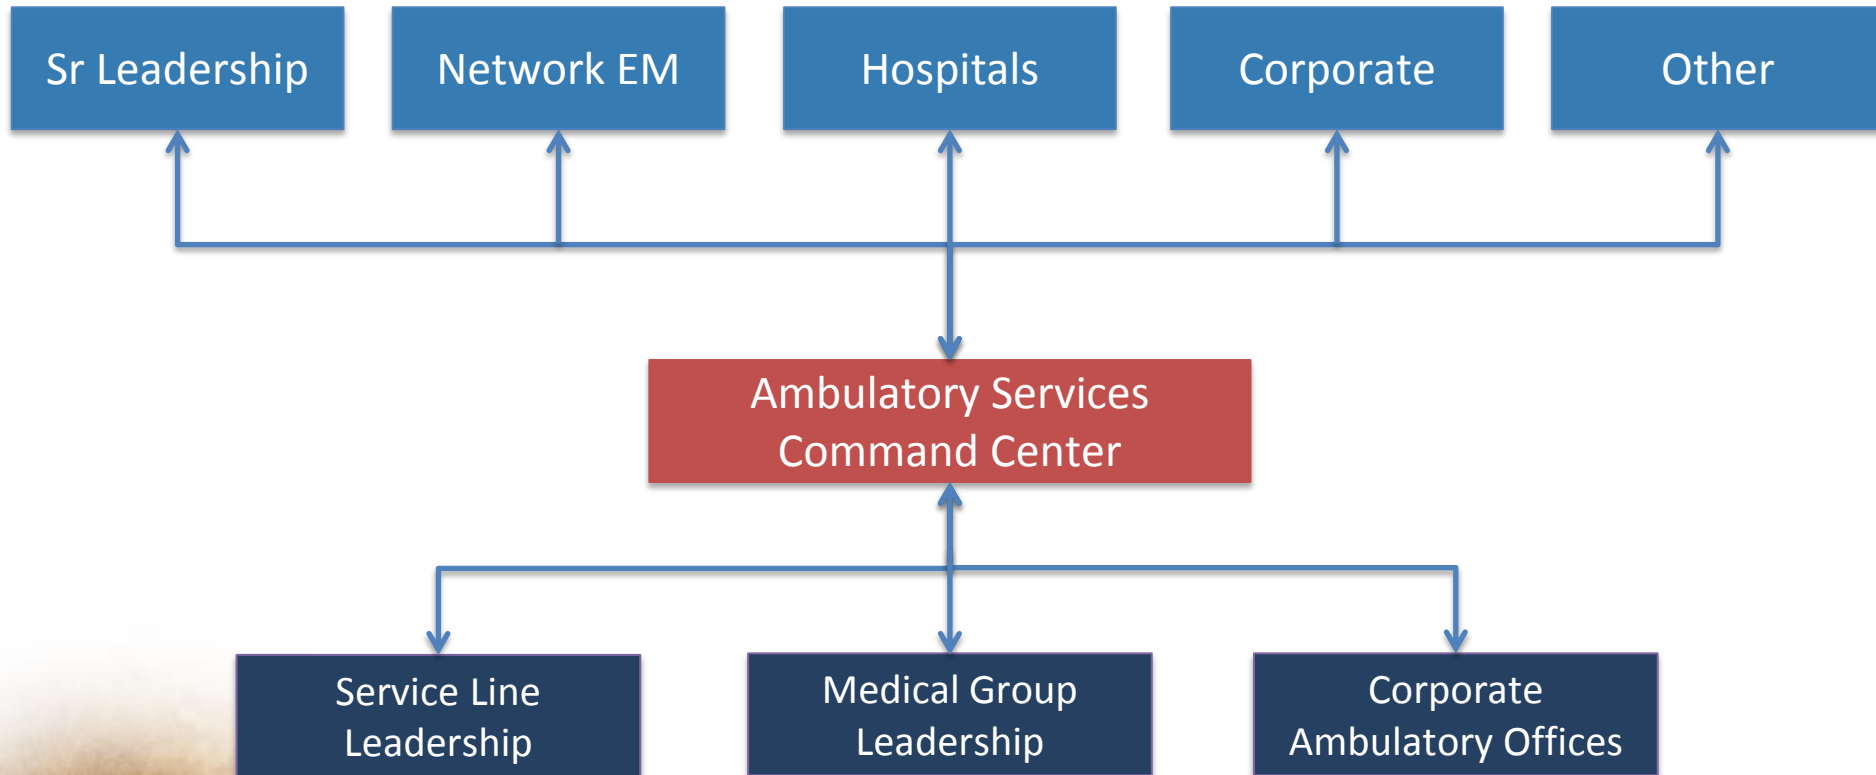 Sr Leadership
Network EM
Hospitals
Corporate
Other
Ambulatory Services
Command Center
Service Line
Leadership
Medical Group
Leadership
Corporate
Ambulatory Offices